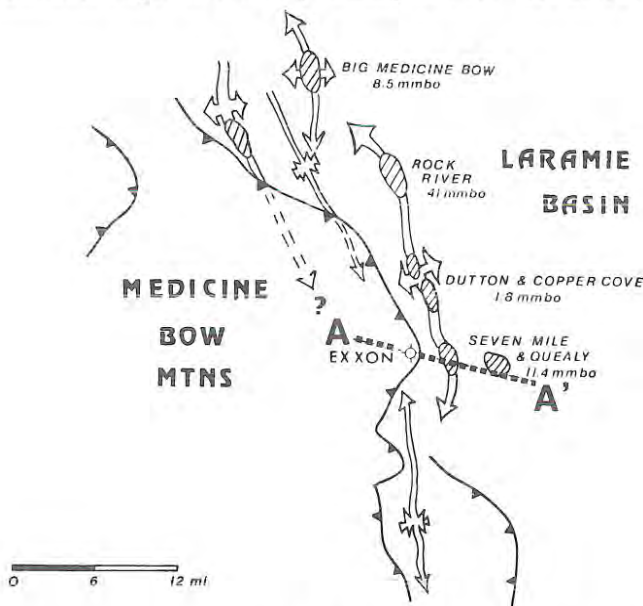 BIG MEDICINE BOW
8.5 mmbo
ROCK
RIVER
41 mmbo
LARAMIE
BASIN
MEDICINE
BOW
MTNS
DUTTON & COPPER COVE
1.8 mmbo
?
A
EXXON
SEVEN MILE
& QUEALY
11.4 mmbo
A'
0 6 12 mi.